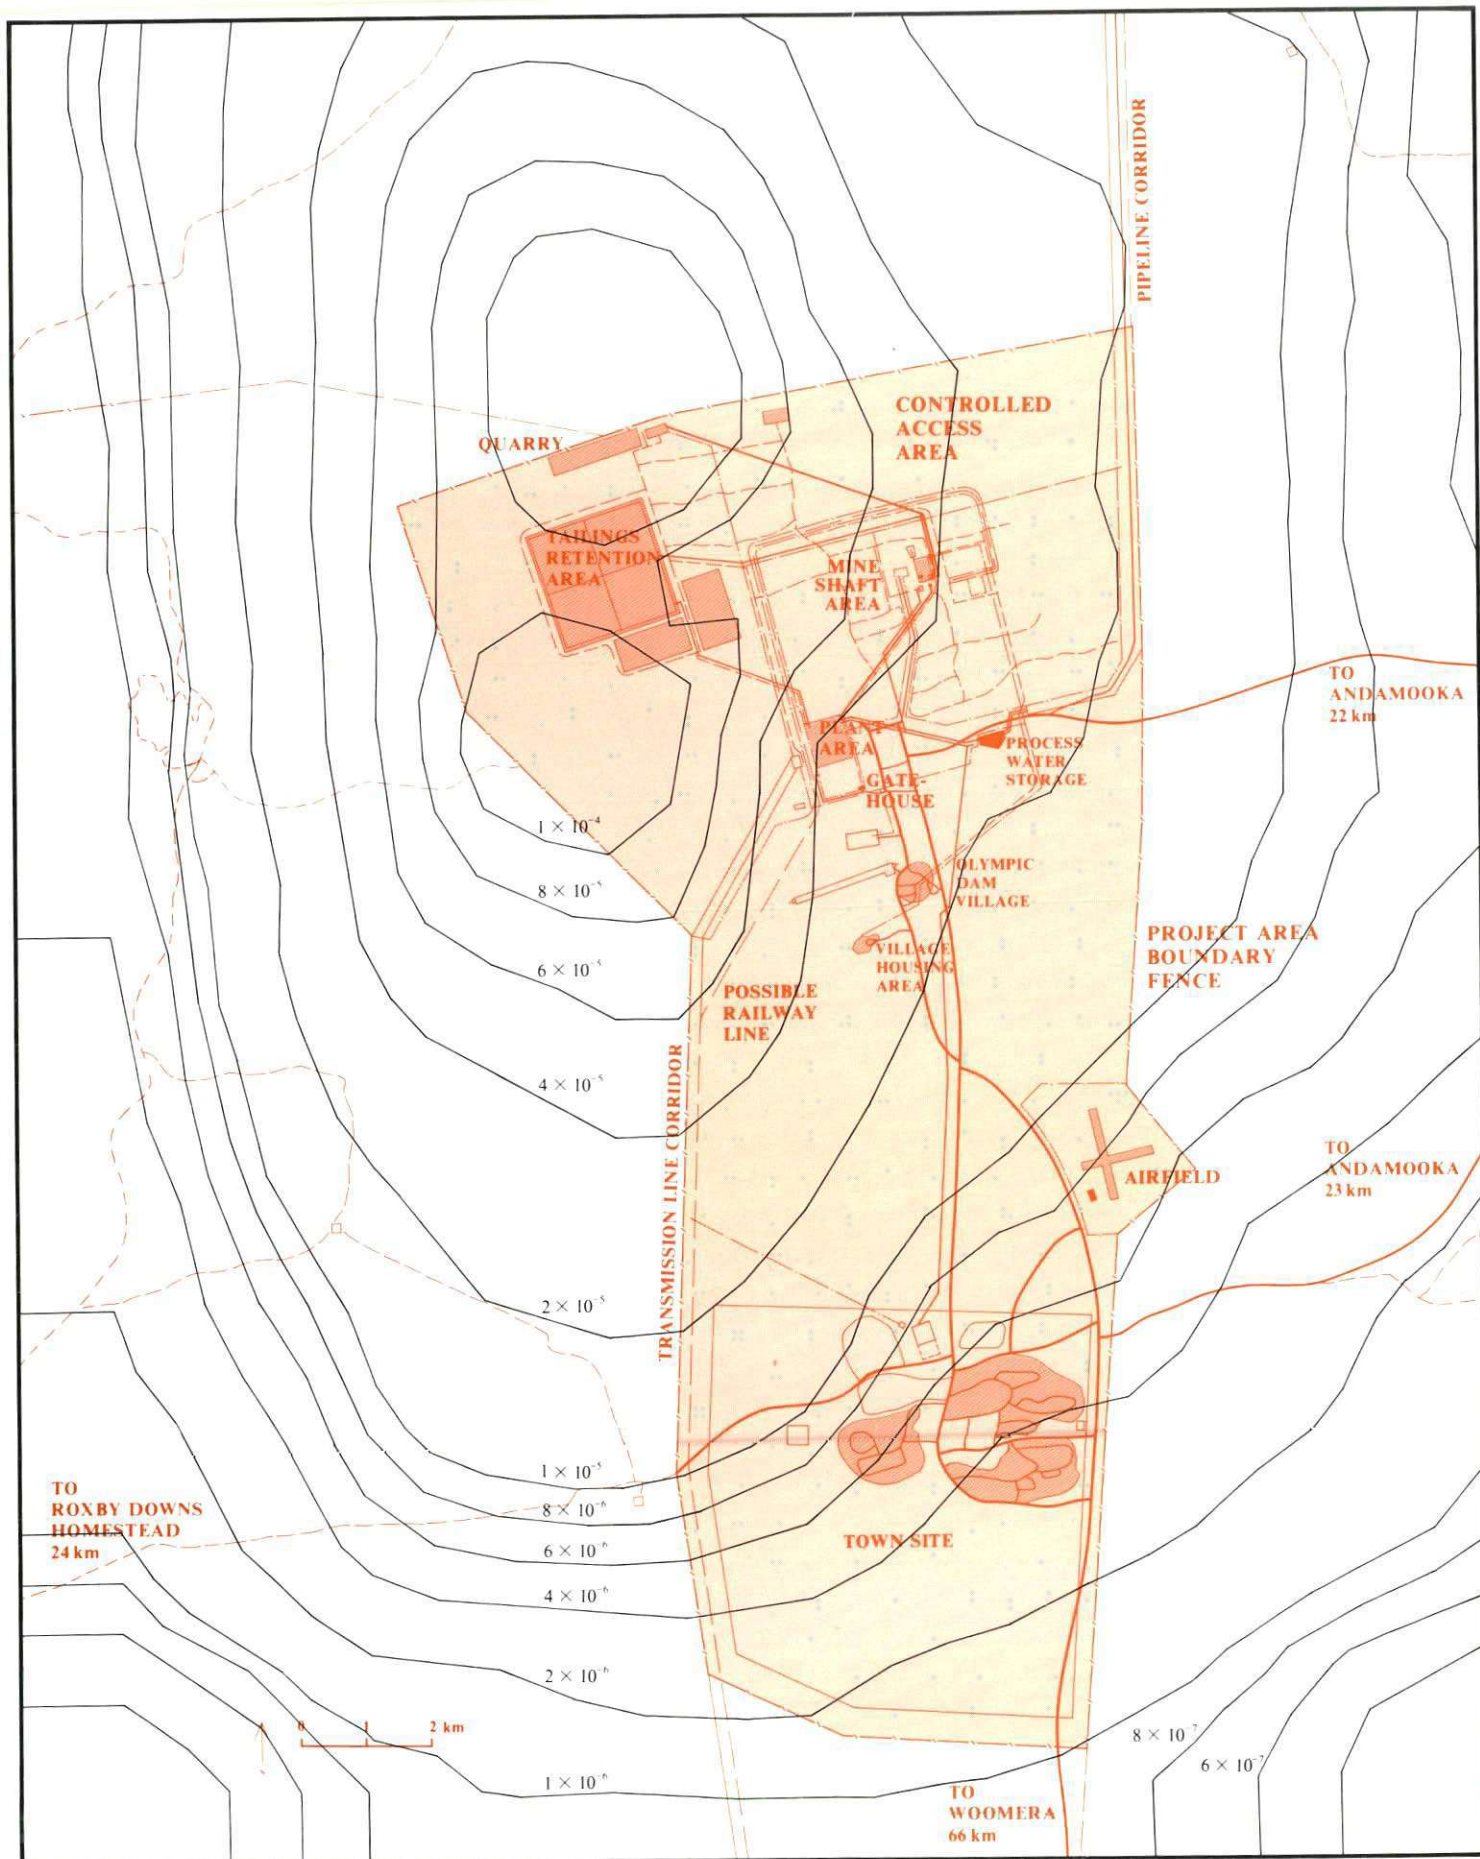 PIPELINE CORRIDOR
CONTROLLED
ACCESS
AREA
QUARRY
TAILINGS
RETENTION
AREA
MINE
SHAFT
AREA
TO
ANDAMOOKA
22 km
PLANT
AREA
PROCESS
WATER
STORAGE
GATE-
HOUSE
1 × 10⁻⁴
8 × 10⁻⁵
OLYMPIC
DAM
VILLAGE
PROJECT AREA
BOUNDARY
FENCE
VILLAGE
HOUSING
AREA
6 × 10⁻⁵
POSSIBLE
RAILWAY
LINE
4 × 10⁻⁵
TRANSMISSION LINE CORRIDOR
AIRFIELD
TO
ANDAMOOKA
23 km
2 × 10⁻⁵
1 × 10⁻⁵
8 × 10⁻⁶
6 × 10⁻⁶
4 × 10⁻⁶
TO
ROXBY DOWNS
HOMESTEAD
24 km
TOWN SITE
2 × 10⁻⁶
0 1 2 km
1 × 10⁻⁶
8 × 10⁻⁷
6 × 10⁻⁷
TO
WOOMERA
66 km